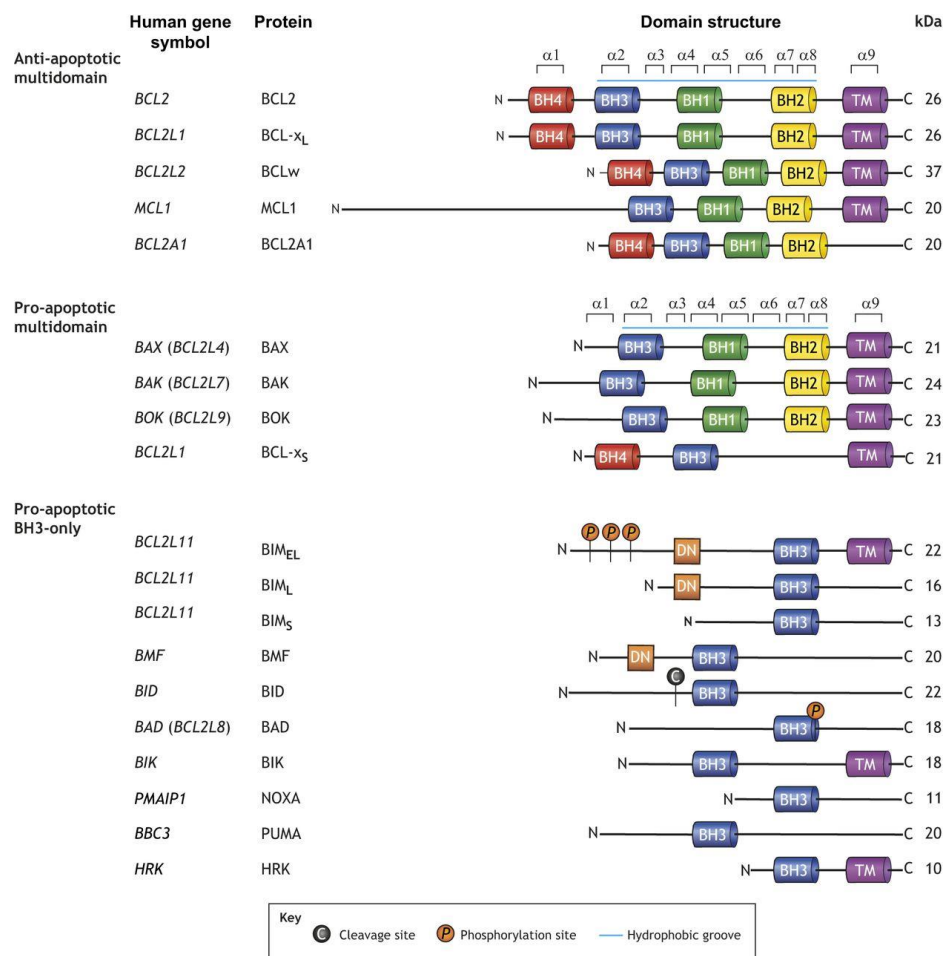 Human gene symbol Protein Domain structure kDa
Anti-apoptotic multidomain
α1 α2 α3 α4 α5 α6 α7 α8 α9
BCL2 BCL2 N BH4 BH3 BH1 BH2 TM C 26
BCL2L1 BCL-xL N BH4 BH3 BH1 BH2 TM C 26
BCL2L2 BCLw N BH4 BH3 BH1 BH2 TM C 37
MCL1 MCL1 N BH3 BH1 BH2 TM C 20
BCL2A1 BCL2A1 N BH4 BH3 BH1 BH2 C 20
Pro-apoptotic multidomain
α1 α2 α3 α4 α5 α6 α7 α8 α9
BAX (BCL2L4) BAX N BH3 BH1 BH2 TM C 21
BAK (BCL2L7) BAK N BH3 BH1 BH2 TM C 24
BOK (BCL2L9) BOK N BH3 BH1 BH2 TM C 23
BCL2L1 BCL-xS N BH4 BH3 TM C 21
Pro-apoptotic BH3-only
P P P
BCL2L11 BIMEL N DN BH3 TM C 22
BCL2L11 BIML N DN BH3 C 16
BCL2L11 BIMS N BH3 C 13
BMF BMF N DN BH3 C 20
C
BID BID N BH3 C 22
P
BAD (BCL2L8) BAD N BH3 C 18
BIK BIK N BH3 TM C 18
PMAIP1 NOXA N BH3 C 11
BBC3 PUMA N BH3 C 20
HRK HRK N BH3 TM C 10
Key
C Cleavage site P Phosphorylation site Hydrophobic groove